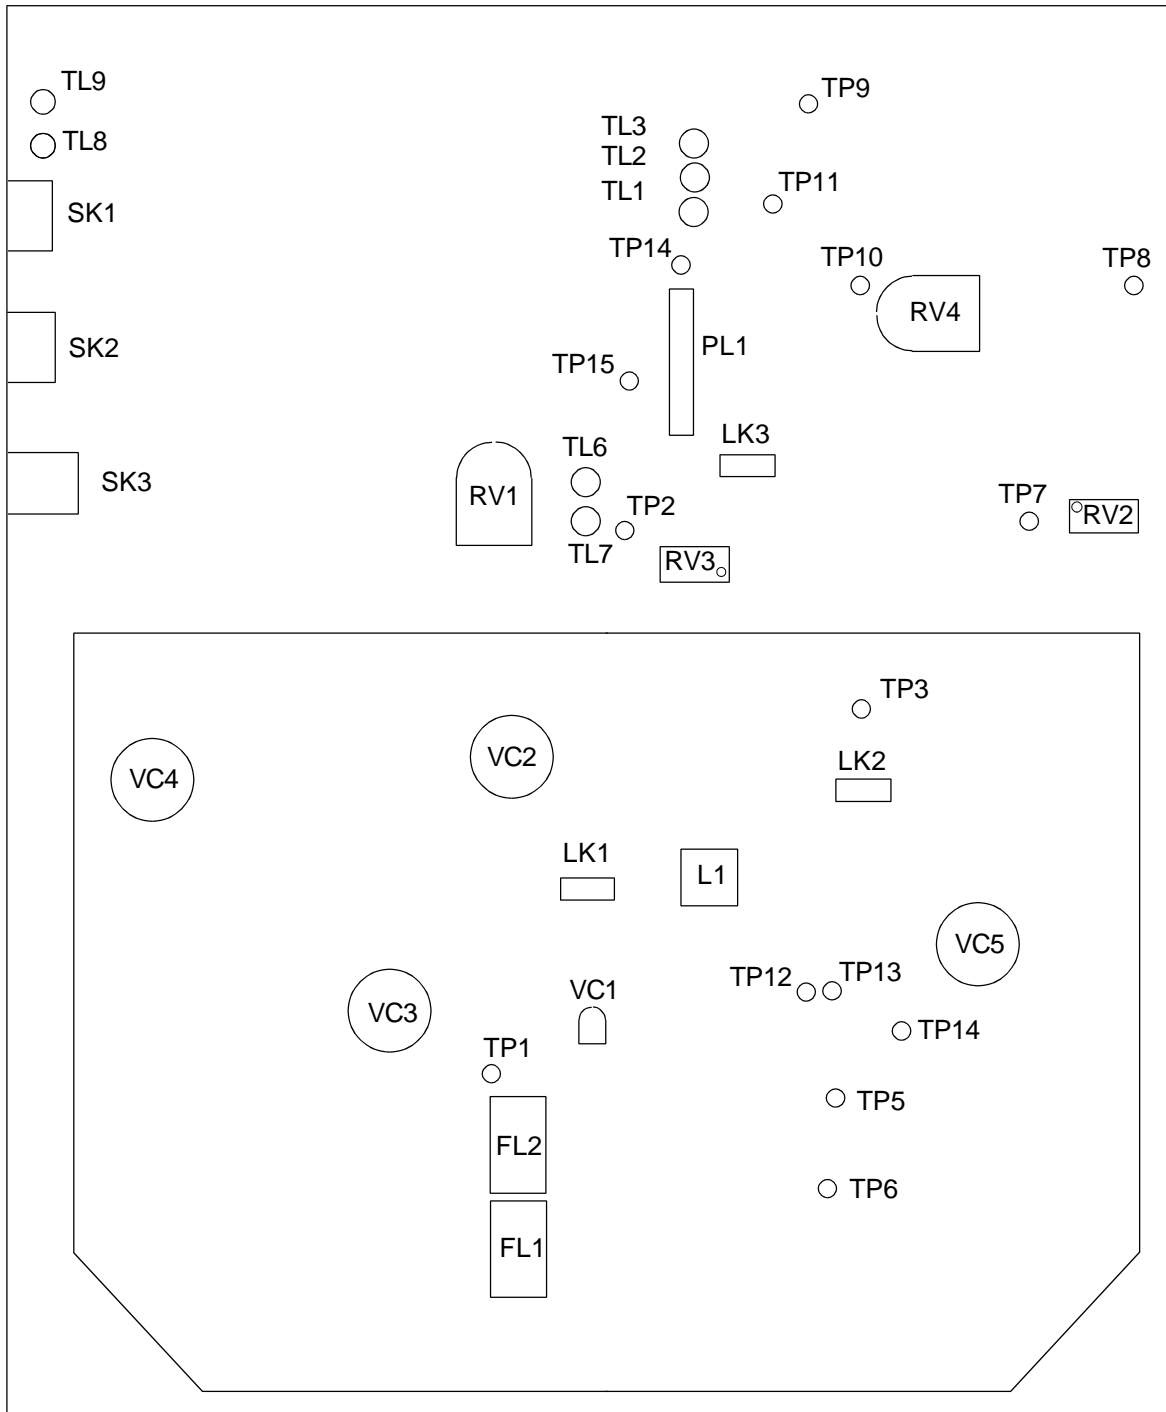 TL9
TP9
TL3
TL8
TL2
TP11
TL1
SK1
TP14
TP10
TP8
RV4
SK2
PL1
TP15
LK3
TL6
SK3
RV1
TP2
TP7
RV2
TL7
RV3
TP3
VC2
LK2
VC4
LK1
L1
VC5
TP12
TP13
VC1
VC3
TP14
TP1
TP5
FL2
TP6
FL1